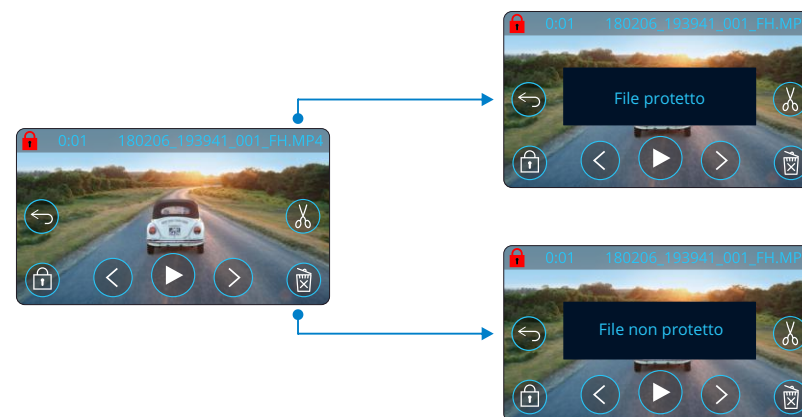 0:01 180206_193941_001_FH.MP4
0:01 180206_193941_001_FH.MP
File protetto
0:01 180206_193941_001_FH.MP
File non protetto